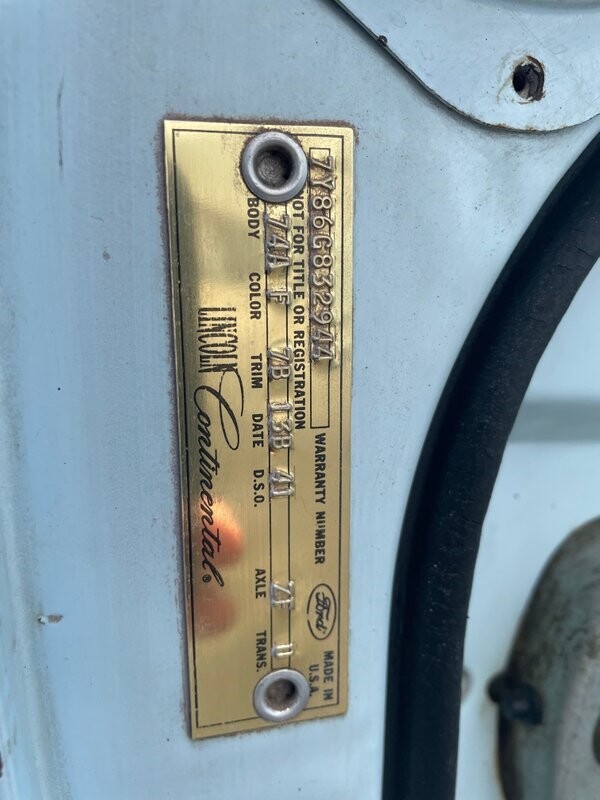 7Y86G832944
WARRANTY NUMBER
NOT FOR TITLE OR REGISTRATION
Ford
MADE IN
U.S.A.
74A F 7B 13B 41 U
BODY COLOR TRIM DATE D.S.O. AXLE TRANS.
LINCOLN Continental®